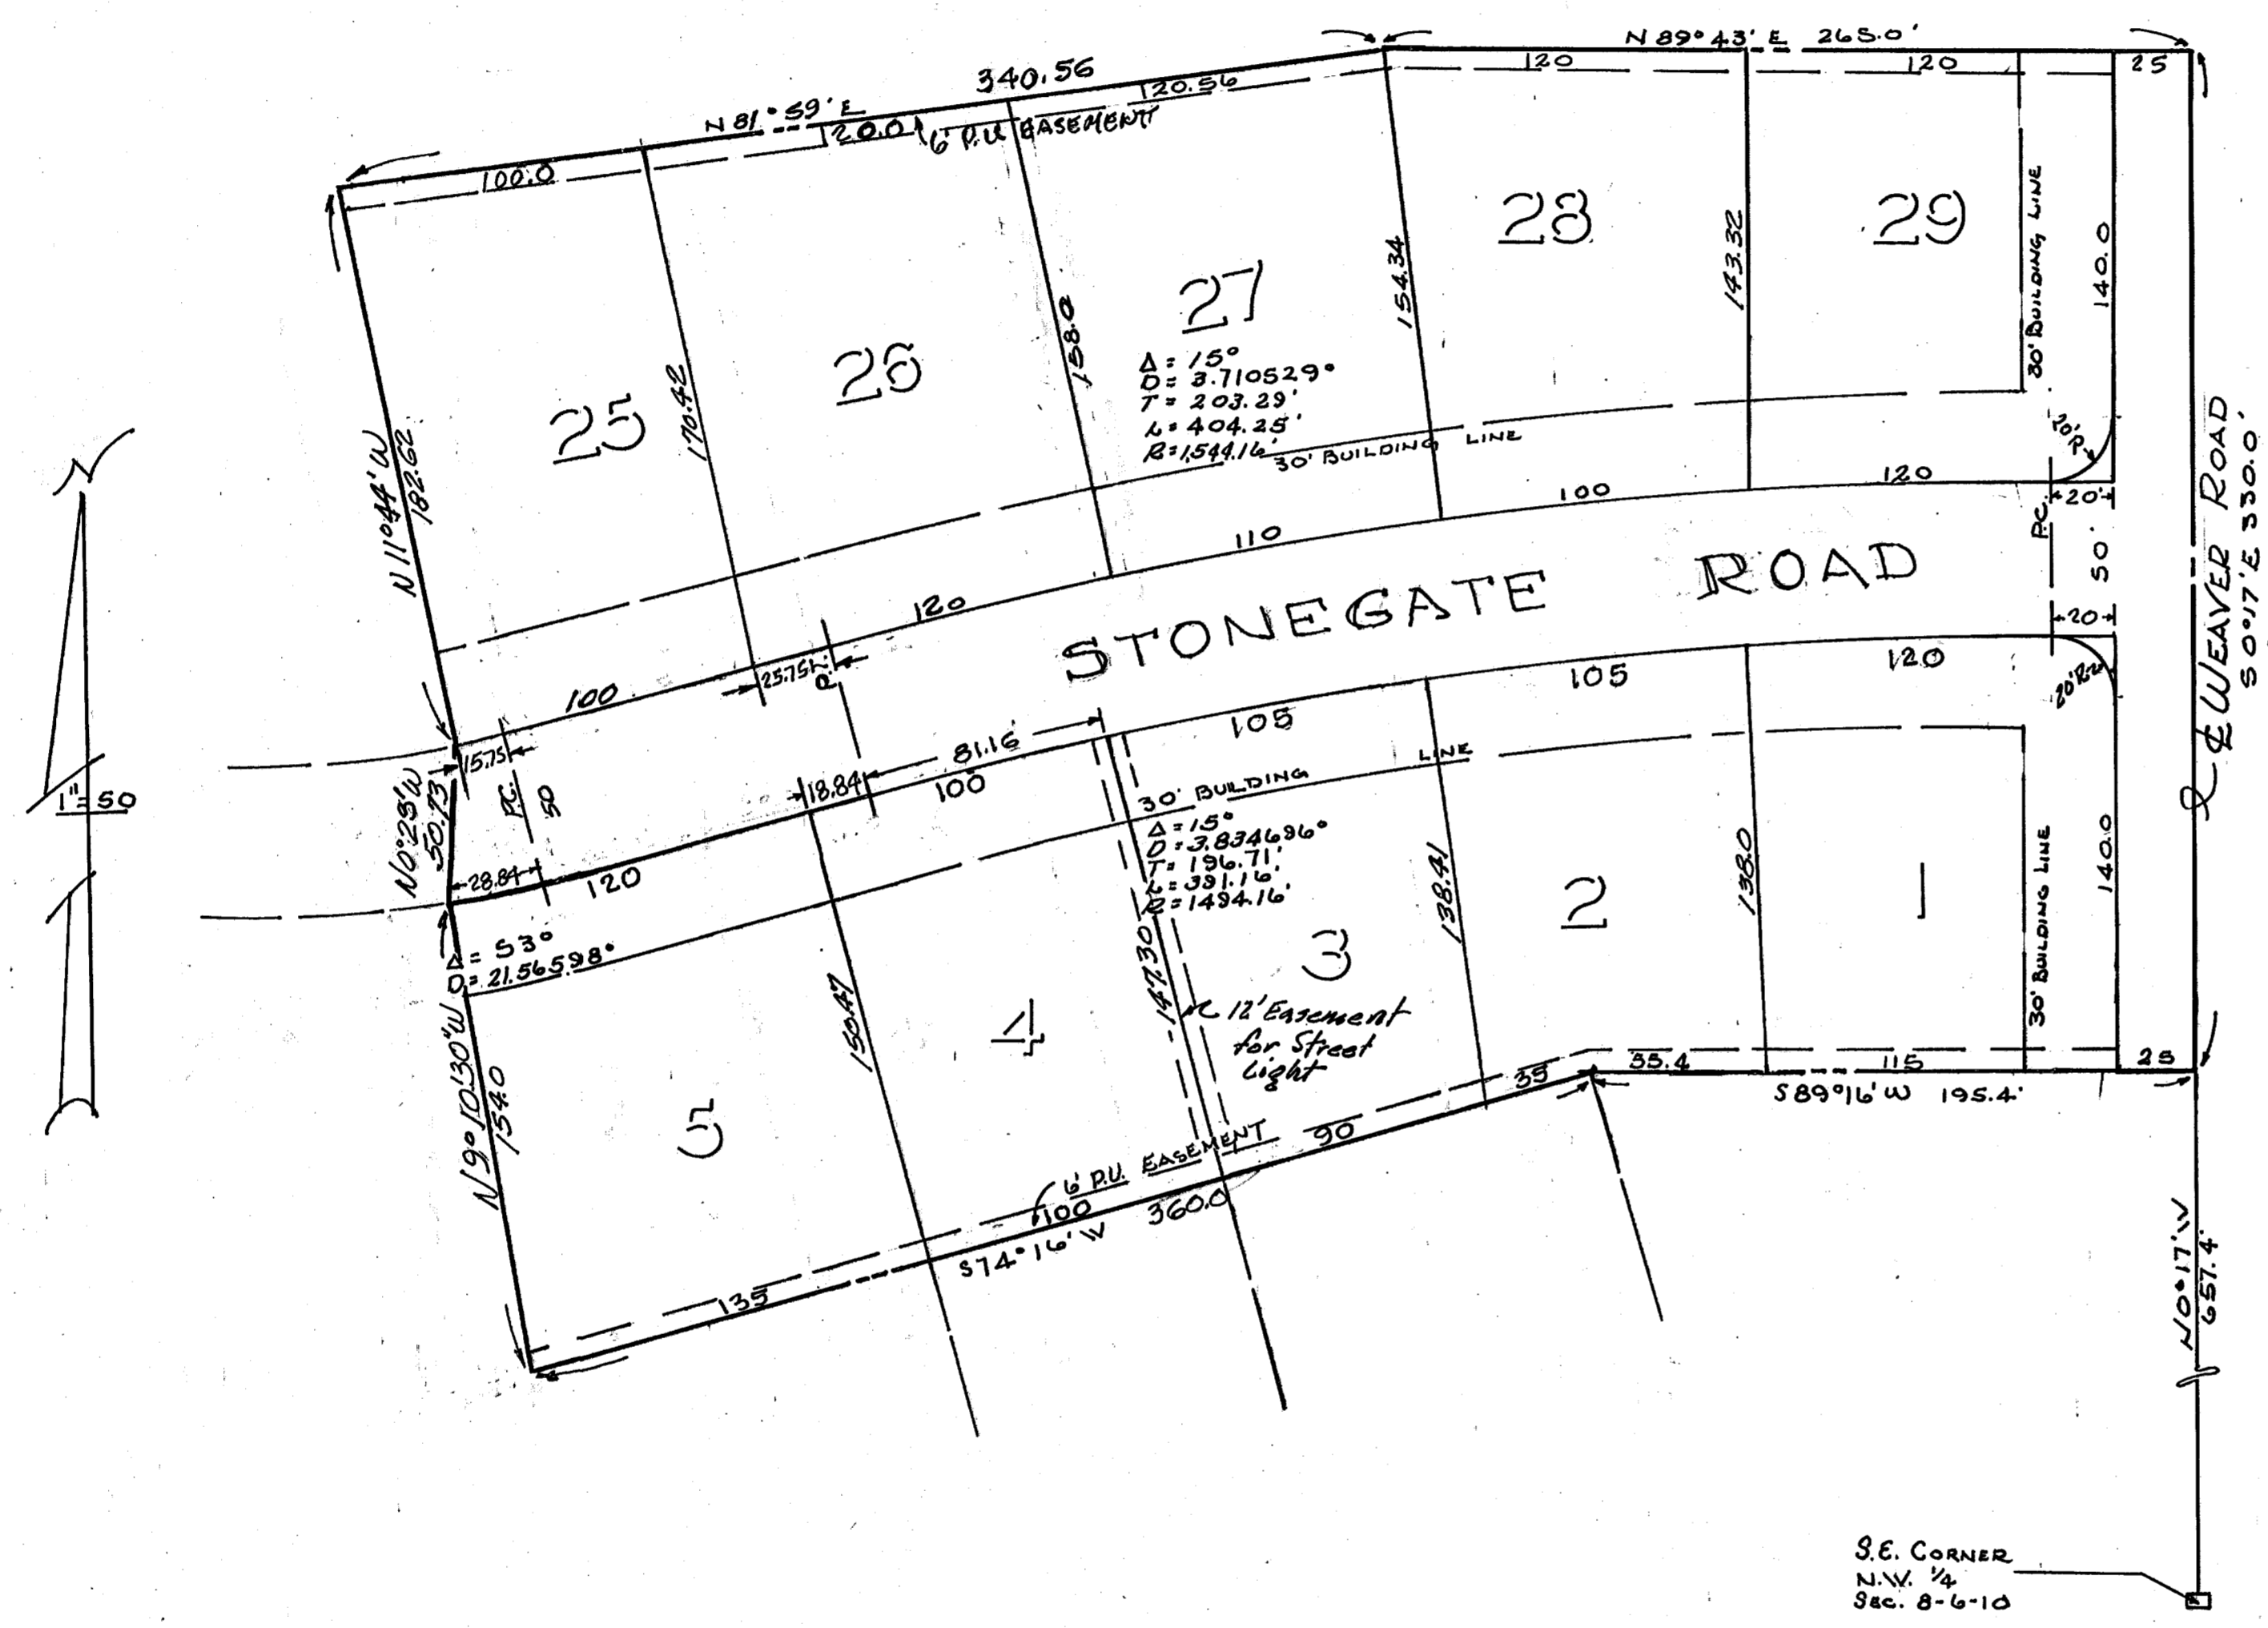 N 89° 43' E 265.0'
340.56
120
120
25
N 81° 59' E
120.56
120.0
6' P.U. EASEMENT
100.0
28
29
27
26
25
30' BUILDING LINE
140.0
143.32
154.34
158.0
170.42
N 11° 44' W
182.62
Δ = 15°
D = 3.710529°
T = 203.29'
L = 404.25'
R = 1,544.16'
30' BUILDING LINE
20' R.
120
100
110
120
100
P.C.
20'
50'
20'
20' R.
STONEGATE ROAD
℄ WEAVER ROAD
S 0° 17' E 330.0'
N
1" = 50
25.75
P.T.
15.75
P.C.
50
18.84
81.16
100
105
105
120
N 0° 23' W
50.73
28.84
120
30' BUILDING LINE
Δ = 15°
D = 3.834686°
T = 196.71'
L = 391.16'
R = 1494.16'
Δ = 53°
D = 21.56598°
N 9° 10' 30" W
154.0
150.47
147.30
138.41
138.0
30' BUILDING LINE
140.0
1
2
3
4
5
12' Easement
for Street
Light
55.4
115
25
S 89° 16' W 195.4'
35
90
6' P.U. EASEMENT
100
360.0
S 74° 16' W
135
N 0° 17' W
657.4'
S.E. CORNER
N.W. 1/4
SEC. 8-6-10